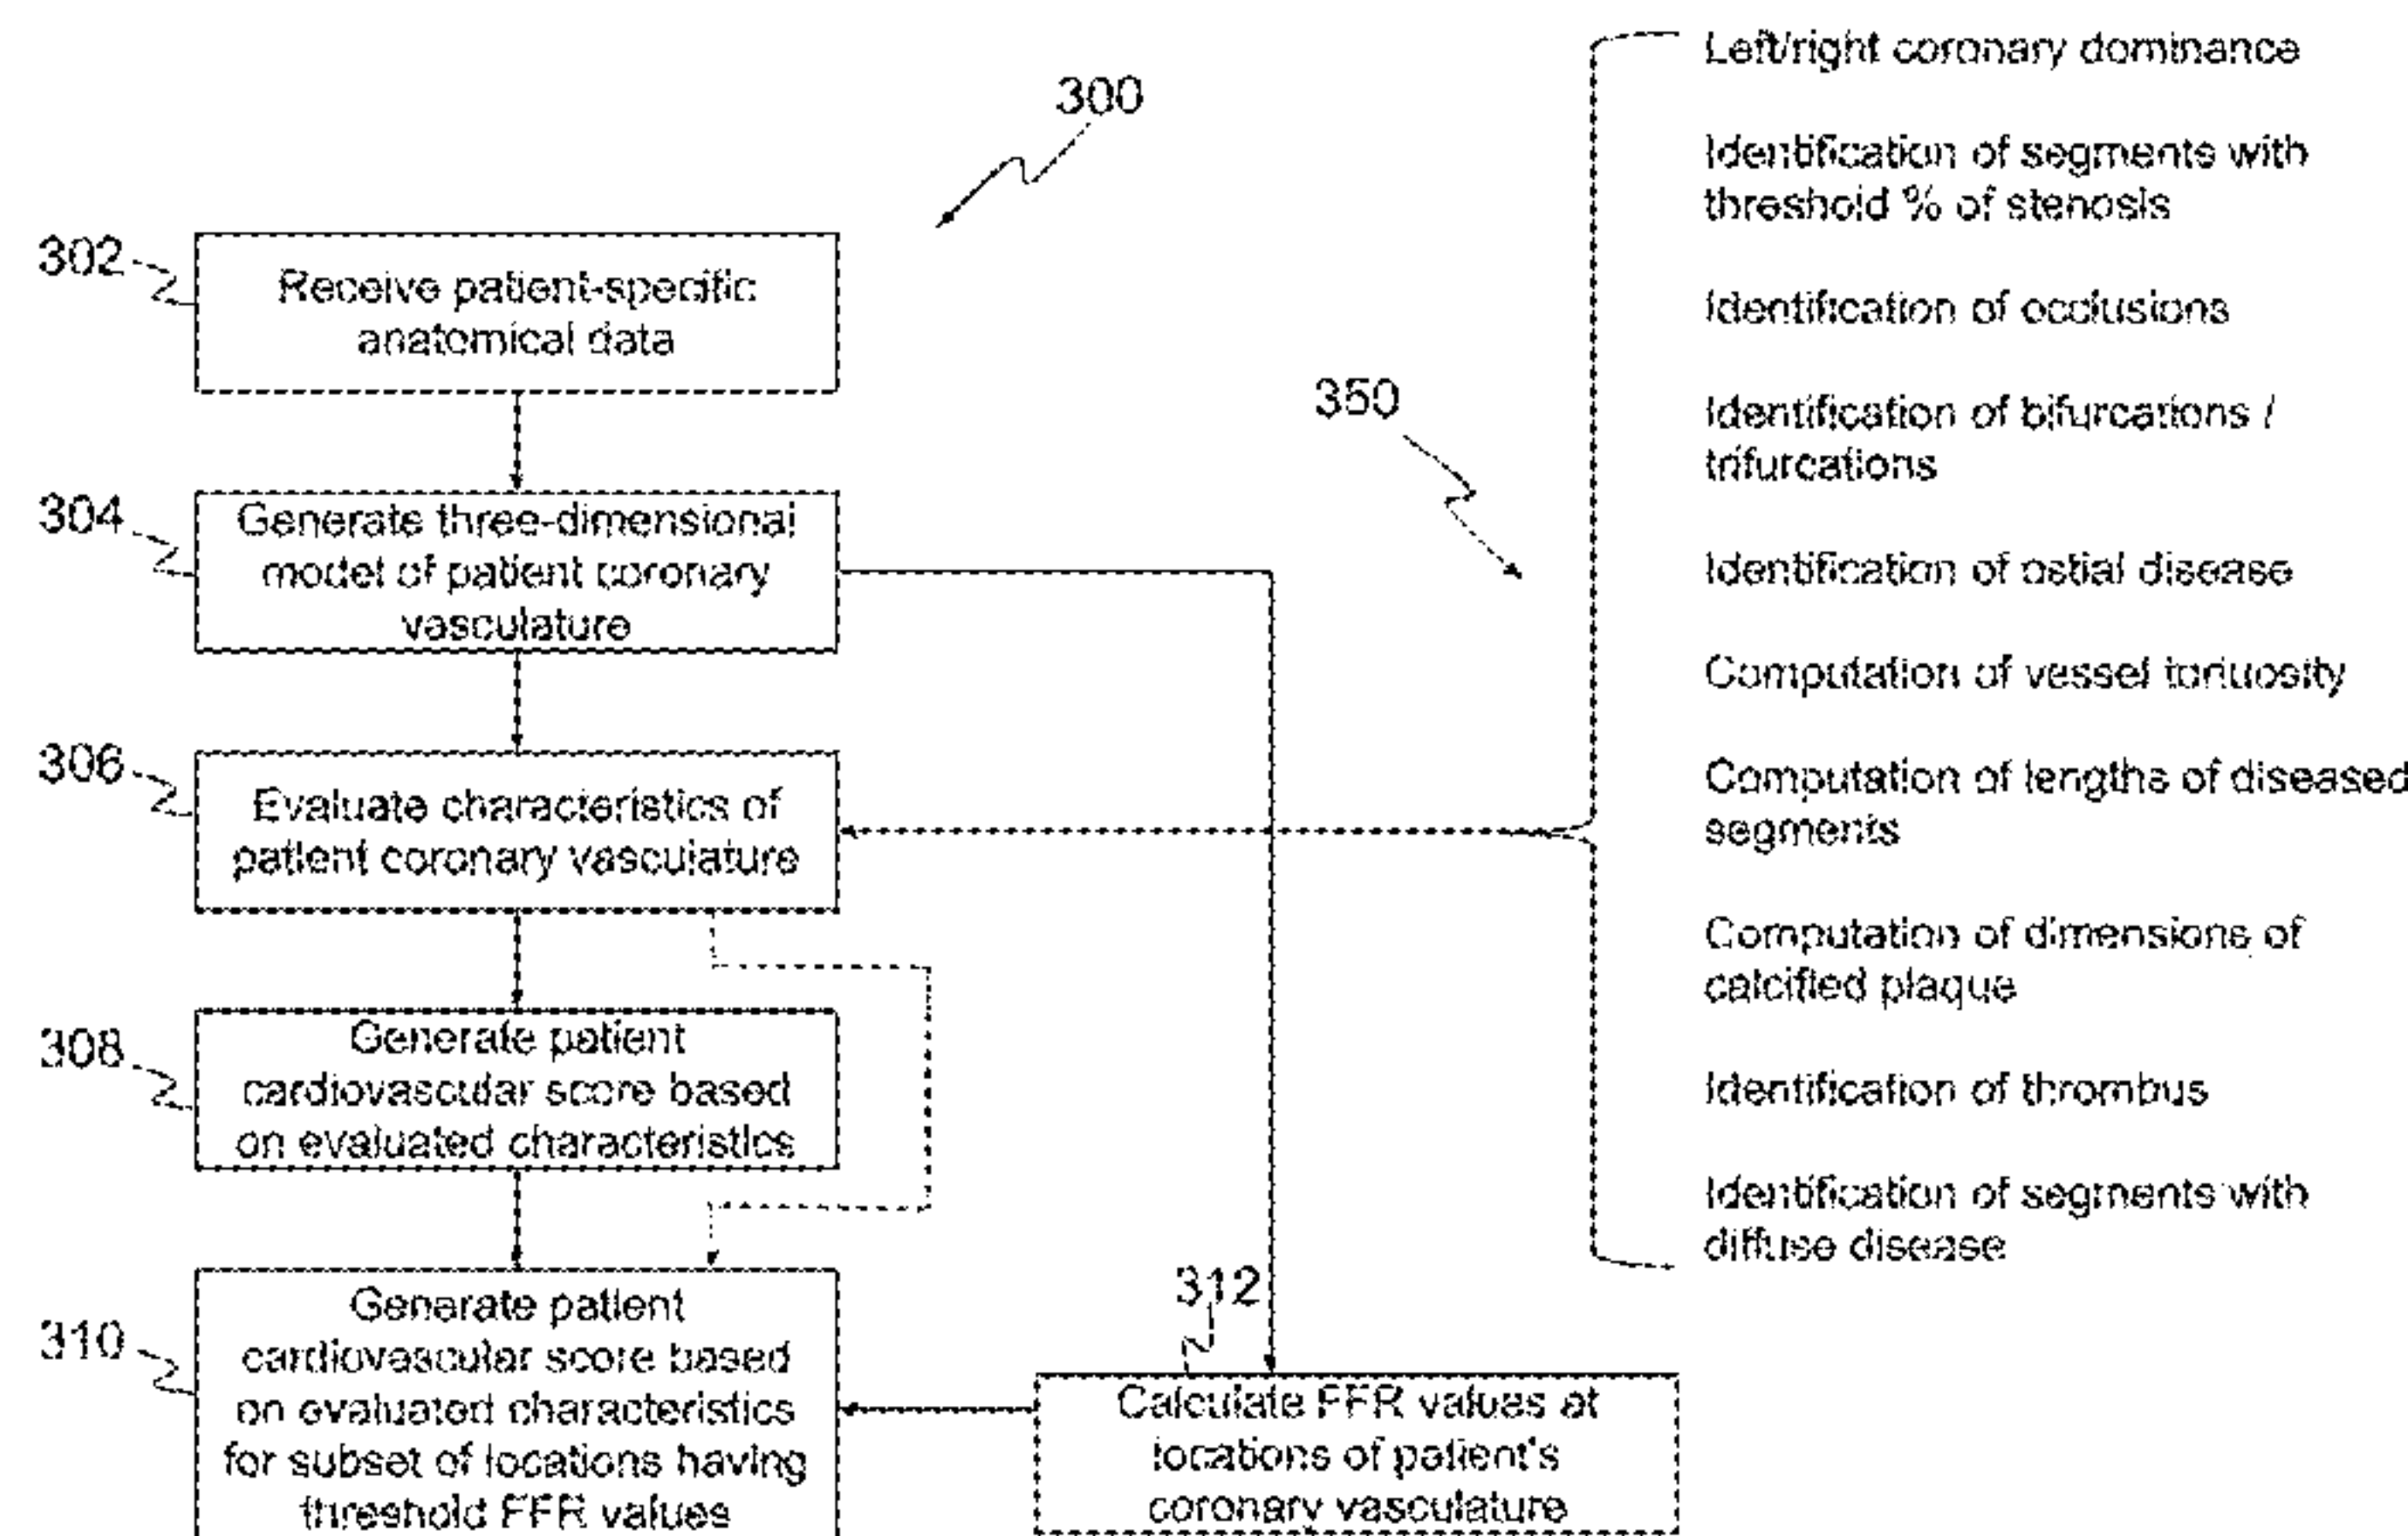 300
302
Receive patient-specific
anatomical data
304
Generate three-dimensional
model of patient coronary
vasculature
306
Evaluate characteristics of
patient coronary vasculature
308
Generate patient
cardiovascular score based
on evaluated characteristics
310
Generate patient
cardiovascular score based
on evaluated characteristics
for subset of locations having
threshold FFR values
312
Calculate FFR values at
locations of patient's
coronary vasculature
350
Left/right coronary dominance
Identification of segments with
threshold % of stenosis
Identification of occlusions
Identification of bifurcations /
trifurcations
Identification of ostial disease
Computation of vessel tortuosity
Computation of lengths of diseased
segments
Computation of dimensions of
calcified plaque
Identification of thrombus
Identification of segments with
diffuse disease